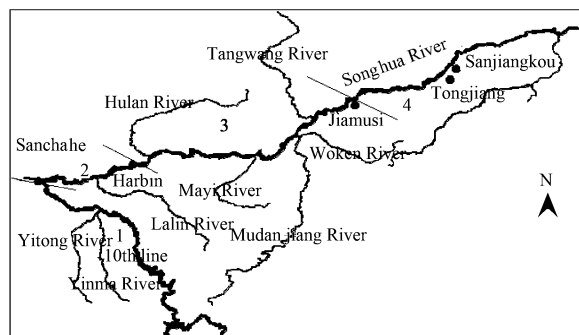 Tangwang River
Songhua River
Sanjiangkou
Tongjiang
4
Jiamusi
Hulan River
3
Woken River
Sanchahe
2
Harbin
Mayi River
N
Lalin River
Mudan jiang River
Yitong River
1
10th line
Yinma River